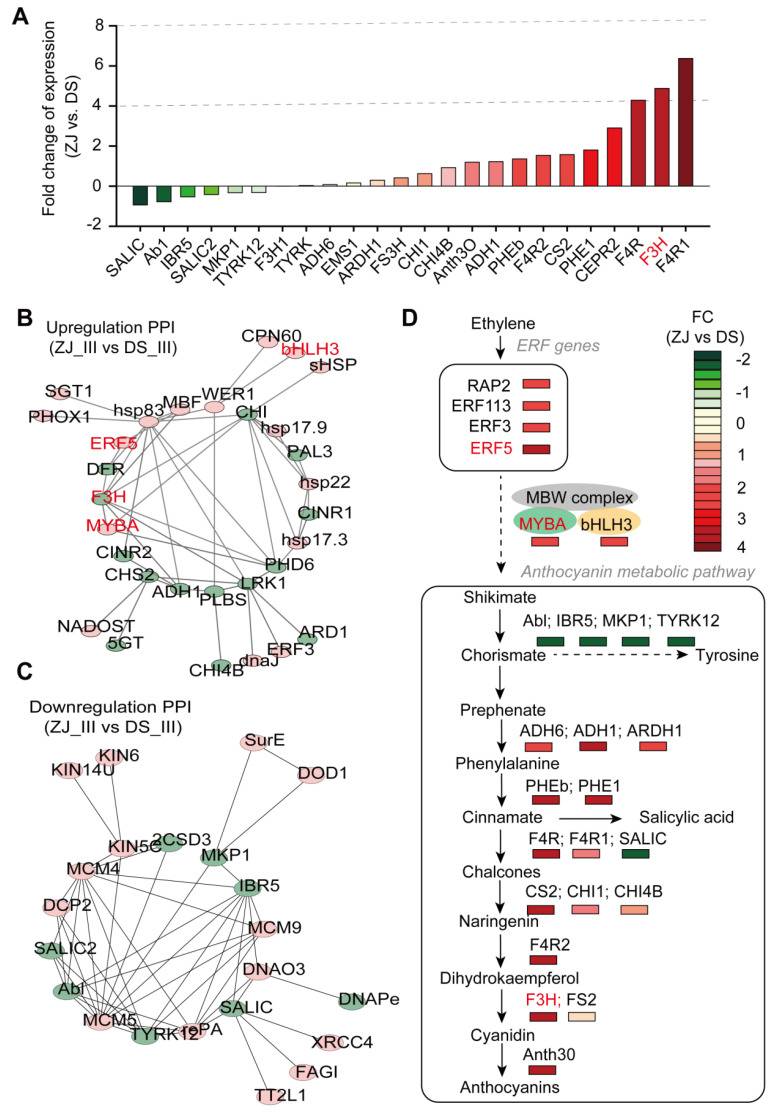 A
Fold change of expression
(ZJ vs. DS)
8
6
4
2
0
-2
SALIC
Ab1
IBR5
SALIC2
MKP1
TYRK12
F3H1
TYRK
ADH6
EMS1
ARDH1
FS3H
CHI1
CHI4B
Anth3O
ADH1
PHEb
F4R2
CS2
PHE1
CEPR2
F4R
F3H
F4R1
B
Upregulation PPI
(ZJ_III vs DS_III)
CPN60
bHLH3
sHSP
SGT1
PHOX1
hsp83
MBF
WER1
CHI
hsp17.9
ERF5
PAL3
DFR
hsp22
F3H
CINR1
MYBA
hsp17.3
CINR2
PHD6
CHS2
ADH1
PLBS
LRK1
NADOST
5GT
ARD1
ERF3
dnaJ
CHI4B
C
Downregulation PPI
(ZJ_III vs DS_III)
SurE
KIN6
KIN14U
DOD1
KIN5C
2CSD3
MKP1
MCM4
IBR5
DCP2
MCM9
SALIC2
DNAO3
Abl
SALIC
DNAPe
MCM5
TYRK12
XRCC4
FAGI
TT2L1
D
Ethylene
ERF genes
RAP2
ERF113
ERF3
ERF5
MBW complex
MYBA
bHLH3
FC
(ZJ vs DS)
-2
-1
0
1
2
3
4
Anthocyanin metabolic pathway
Shikimate
Abl; IBR5; MKP1; TYRK12
Chorismate
Tyrosine
Prephenate
ADH6; ADH1; ARDH1
Phenylalanine
PHEb; PHE1
Cinnamate
Salicylic acid
F4R; F4R1; SALIC
Chalcones
CS2; CHI1; CHI4B
Naringenin
F4R2
Dihydrokaempferol
F3H; FS2
Cyanidin
Anth30
Anthocyanins